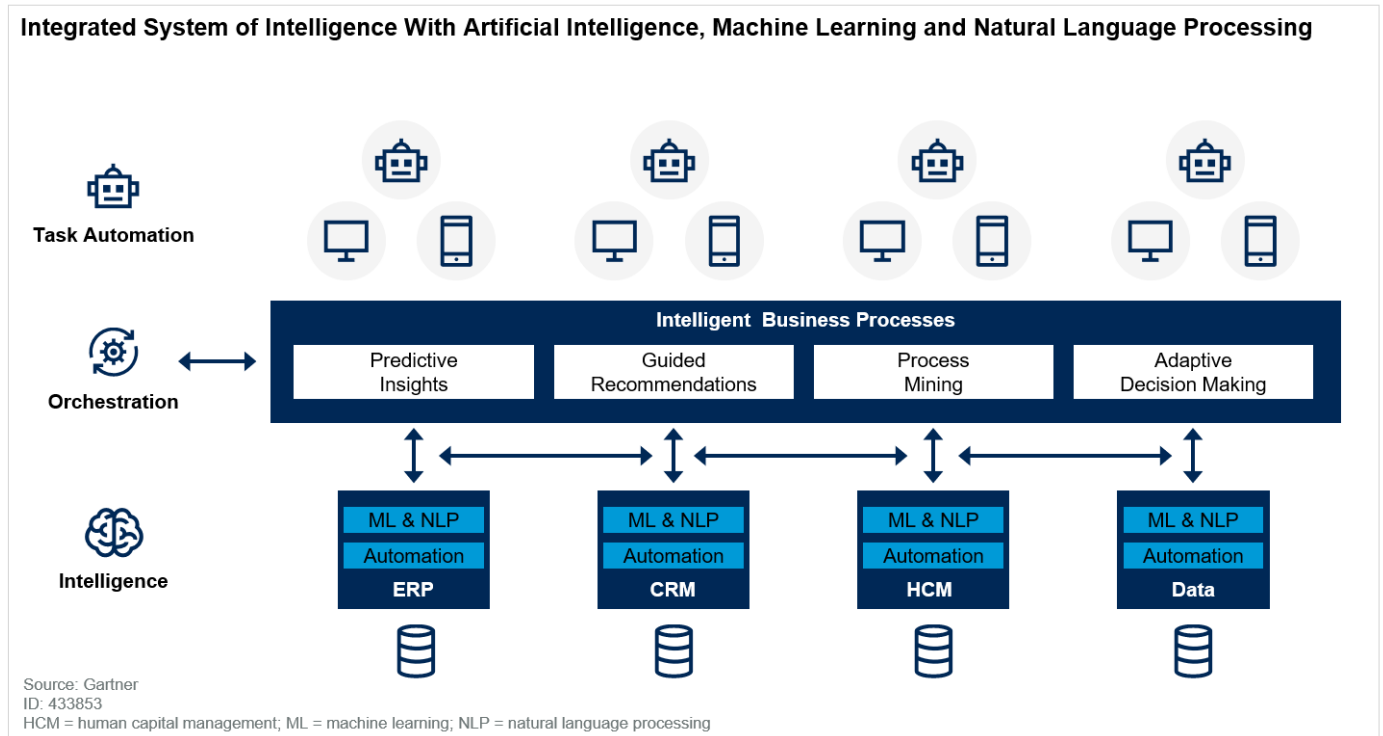 Integrated System of Intelligence With Artificial Intelligence, Machine Learning and Natural Language Processing
Task Automation
Orchestration
Intelligent Business Processes
Predictive
Insights
Guided
Recommendations
Process
Mining
Adaptive
Decision Making
Intelligence
ML & NLP
Automation
ERP
ML & NLP
Automation
CRM
ML & NLP
Automation
HCM
ML & NLP
Automation
Data
Source: Gartner
ID: 433853
HCM = human capital management; ML = machine learning; NLP = natural language processing